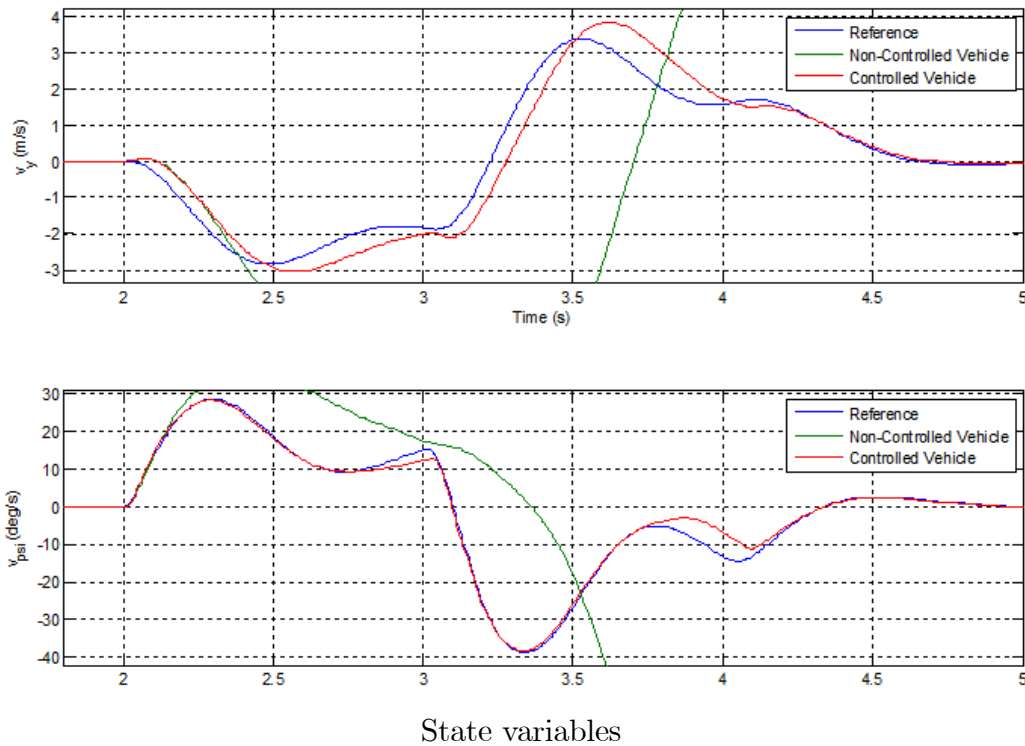 4
3
2
1
0
-1
-2
-3
v_y (m/s)
Reference
Non-Controlled Vehicle
Controlled Vehicle
2 2.5 3 3.5 4 4.5 5
Time (s)
30
20
10
0
-10
-20
-30
-40
v_psi (deg/s)
Reference
Non-Controlled Vehicle
Controlled Vehicle
2 2.5 3 3.5 4 4.5 5
State variables